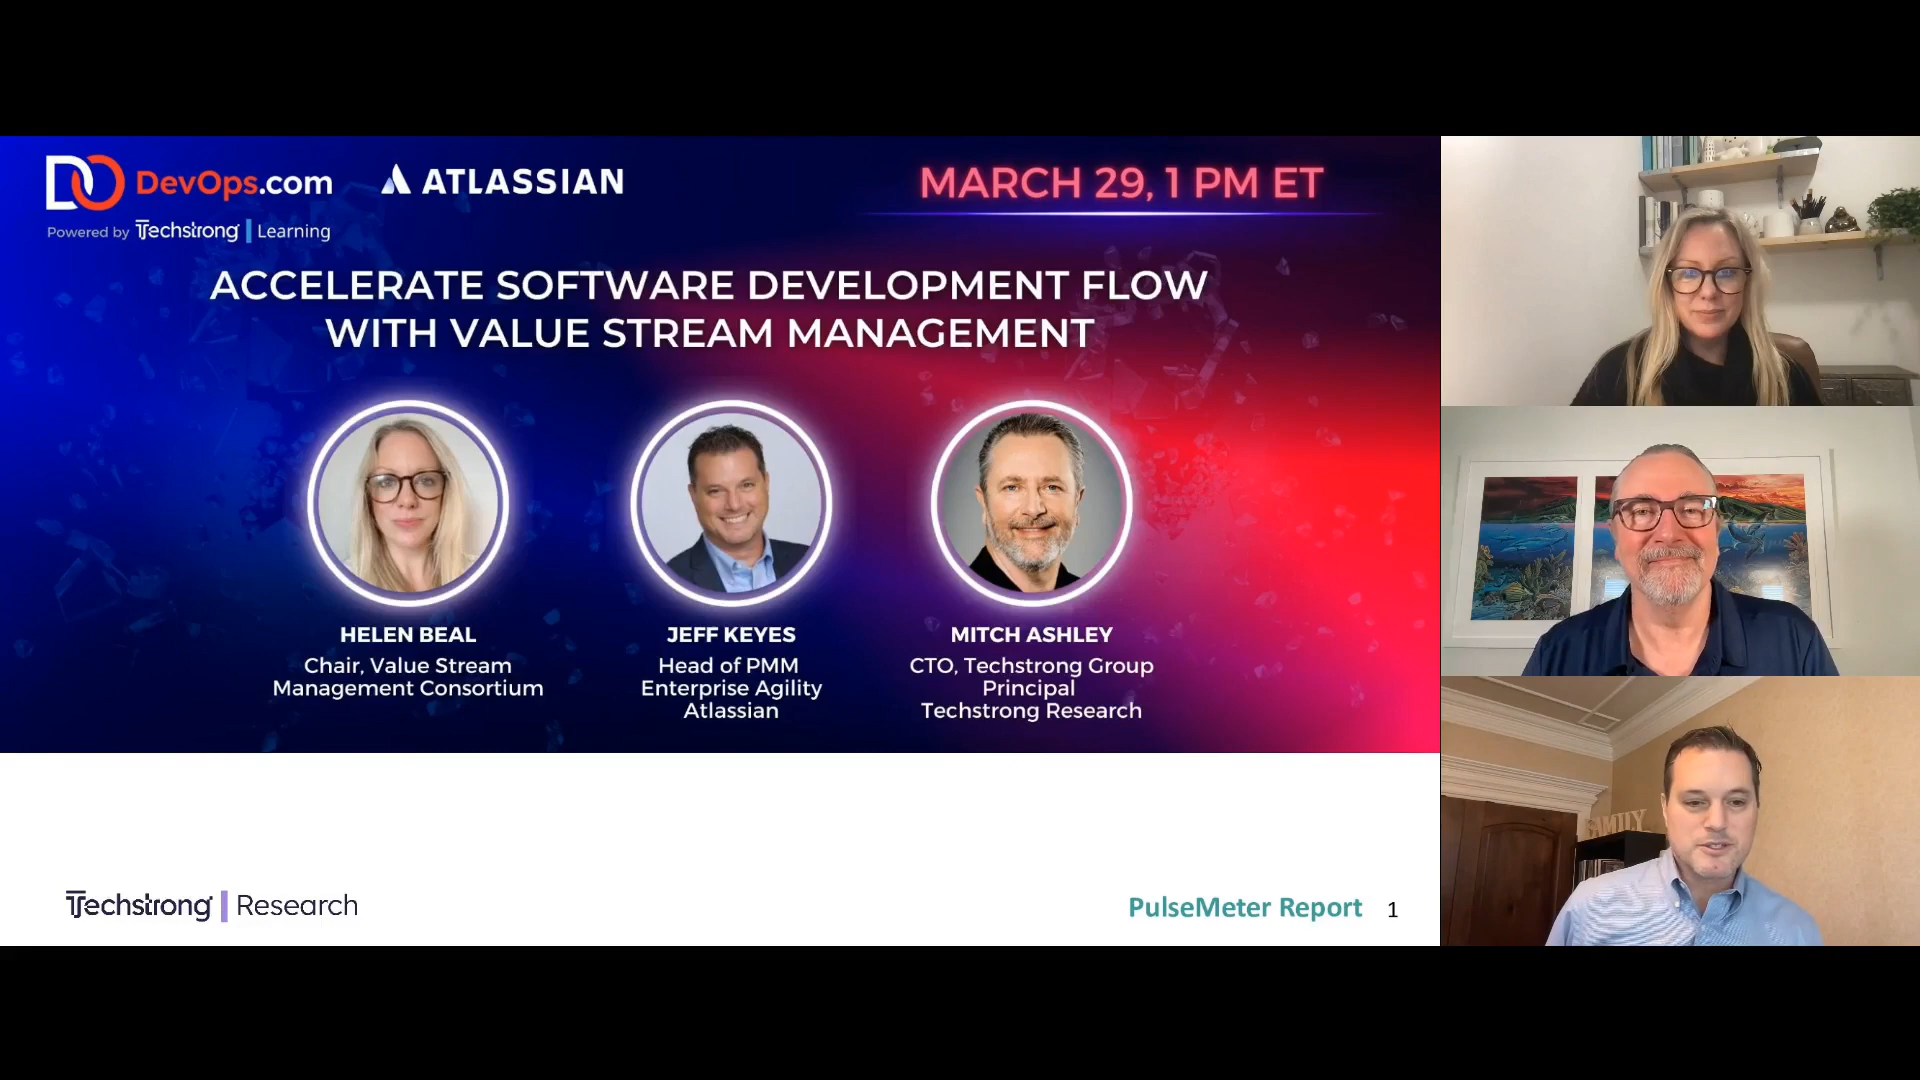 DevOps.com
Powered by Techstrong | Learning
ATLASSIAN
MARCH 29, 1 PM ET
ACCELERATE SOFTWARE DEVELOPMENT FLOW
WITH VALUE STREAM MANAGEMENT
HELEN BEAL
Chair, Value Stream
Management Consortium
JEFF KEYES
Head of PMM
Enterprise Agility
Atlassian
MITCH ASHLEY
CTO, Techstrong Group
Principal
Techstrong Research
FAMILY
Techstrong | Research
PulseMeter Report 1